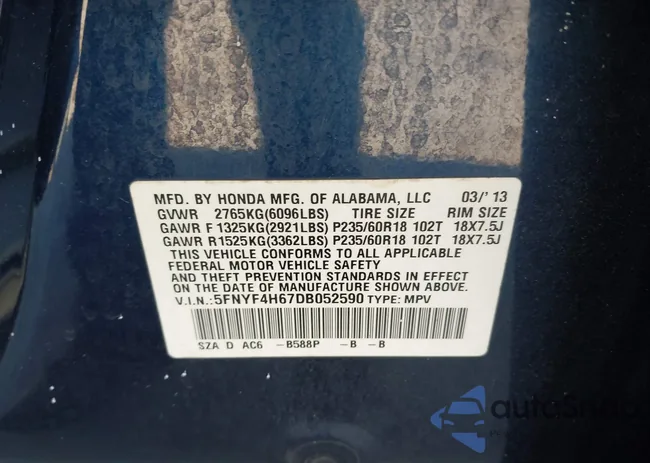 MFD. BY HONDA MFG. OF ALABAMA, LLC 03/'13
GVWR 2765KG(6096LBS) TIRE SIZE RIM SIZE
GAWR F 1325KG(2921LBS) P235/60R18 102T 18X7.5J
GAWR R 1525KG(3362LBS) P235/60R18 102T 18X7.5J
THIS VEHICLE CONFORMS TO ALL APPLICABLE
FEDERAL MOTOR VEHICLE SAFETY
AND THEFT PREVENTION STANDARDS IN EFFECT
ON THE DATE OF MANUFACTURE SHOWN ABOVE.
V.I.N.: 5FNYF4H67DB052590 TYPE: MPV
SZA D AC6 -B588P -B -B